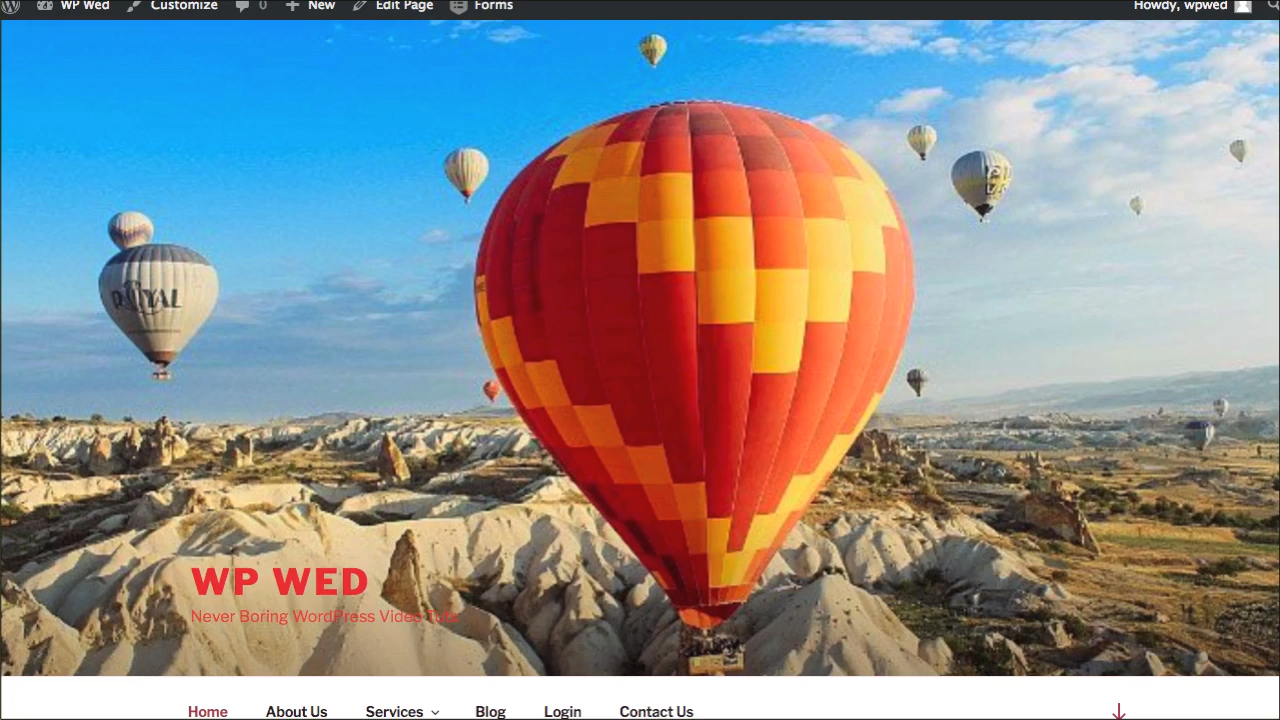 WP Wed Customize 0 New Edit Page Forms Howdy, wpwed
ROYAL
WP WED
Never Boring WordPress Video Tuts
Home About Us Services Blog Login Contact Us